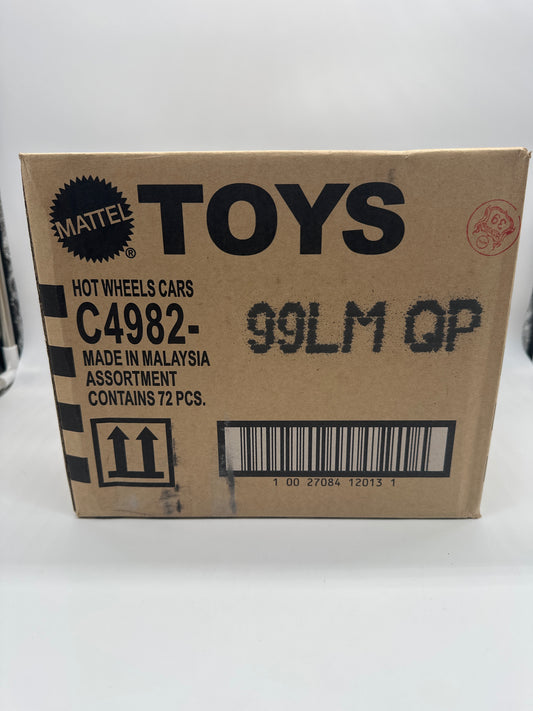 MATTEL ® TOYS
HOT WHEELS CARS
C4982-
99LM QP
MADE IN MALAYSIA
ASSORTMENT
CONTAINS 72 PCS.
1 00 27084 12013 1
39